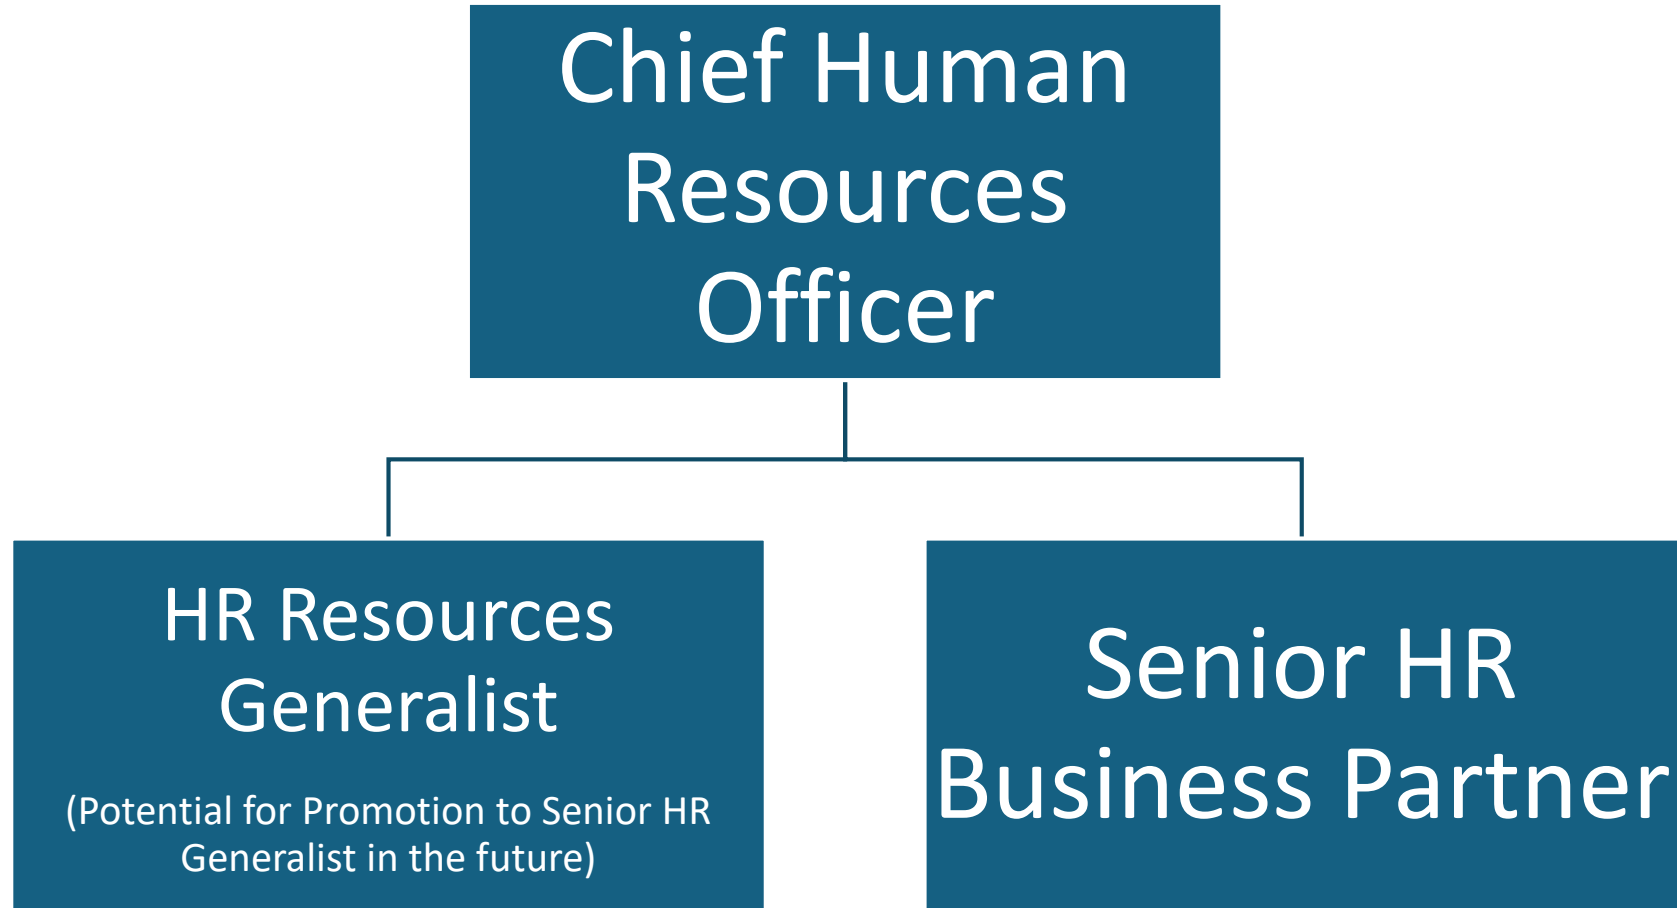 Chief Human
Resources
Officer
HR Resources
Generalist
(Potential for Promotion to Senior HR
Generalist in the future)
Senior HR
Business Partner